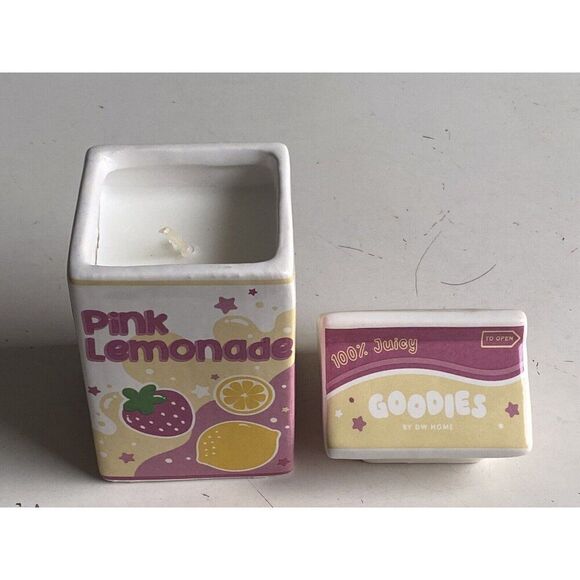 Pink
Lemonade
100% Juicy
TO OPEN
GOODIES
BY DW HOME